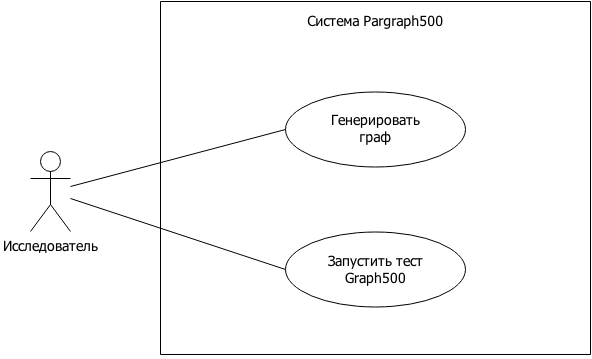 Система Pargraph500
Генерировать
граф
Исследователь
Запустить тест
Graph500